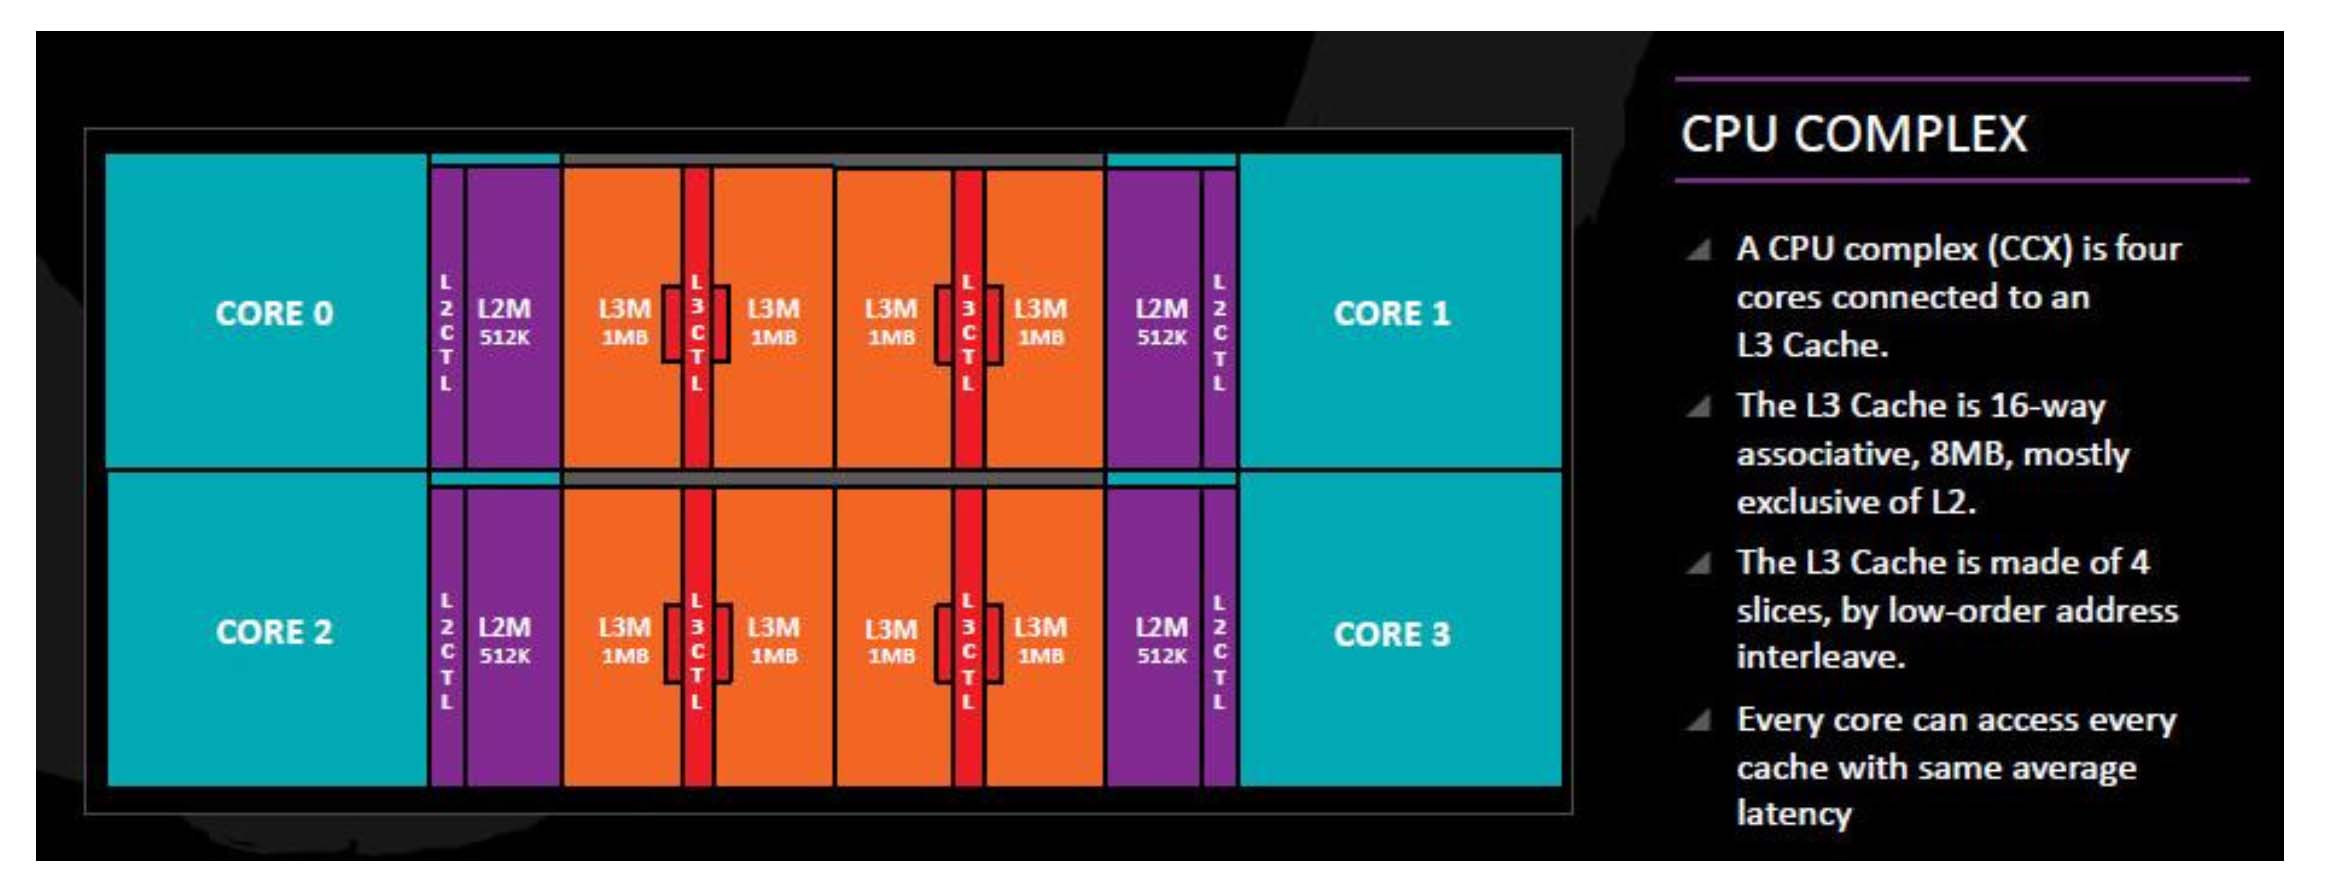 CPU COMPLEX
CORE 0
L2CTL
L2M
512K
L3M
1MB
L3CTL
L3M
1MB
L3M
1MB
L3CTL
L3M
1MB
L2M
512K
L2CTL
CORE 1
CORE 2
L2CTL
L2M
512K
L3M
1MB
L3CTL
L3M
1MB
L3M
1MB
L3CTL
L3M
1MB
L2M
512K
L2CTL
CORE 3
A CPU complex (CCX) is four
cores connected to an
L3 Cache.
The L3 Cache is 16-way
associative, 8MB, mostly
exclusive of L2.
The L3 Cache is made of 4
slices, by low-order address
interleave.
Every core can access every
cache with same average
latency